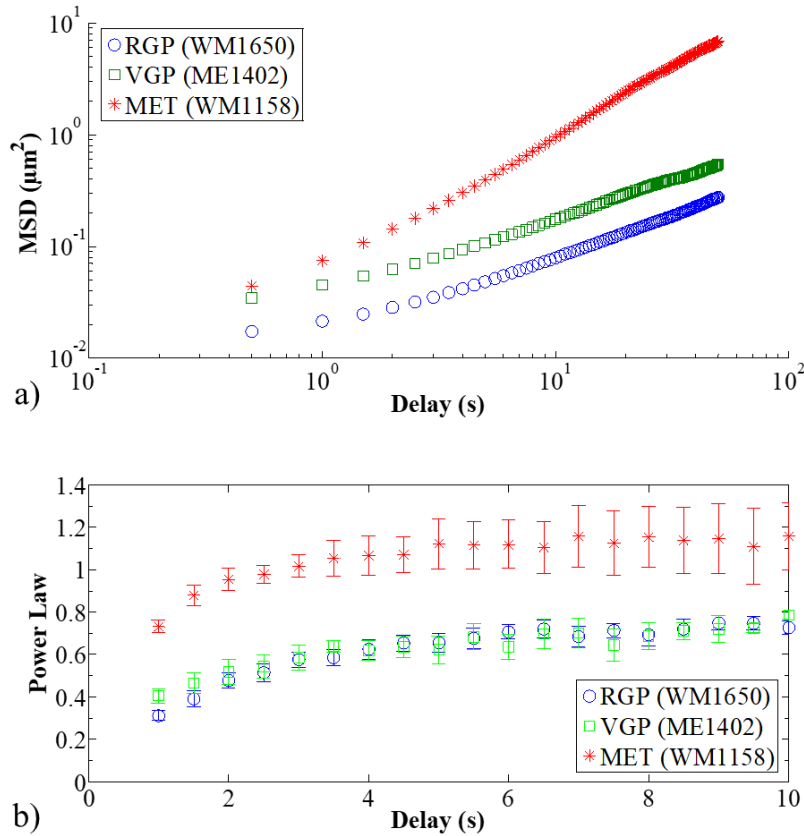 10^1
10^0
10^-1
10^-2
MSD (μm^2)
RGP (WM1650)
VGP (ME1402)
MET (WM1158)
10^-1 10^0 10^1 10^2
Delay (s)
a)
1.4
1.2
1
0.8
0.6
0.4
0.2
0
Power Law
RGP (WM1650)
VGP (ME1402)
MET (WM1158)
0 2 4 6 8 10
Delay (s)
b)